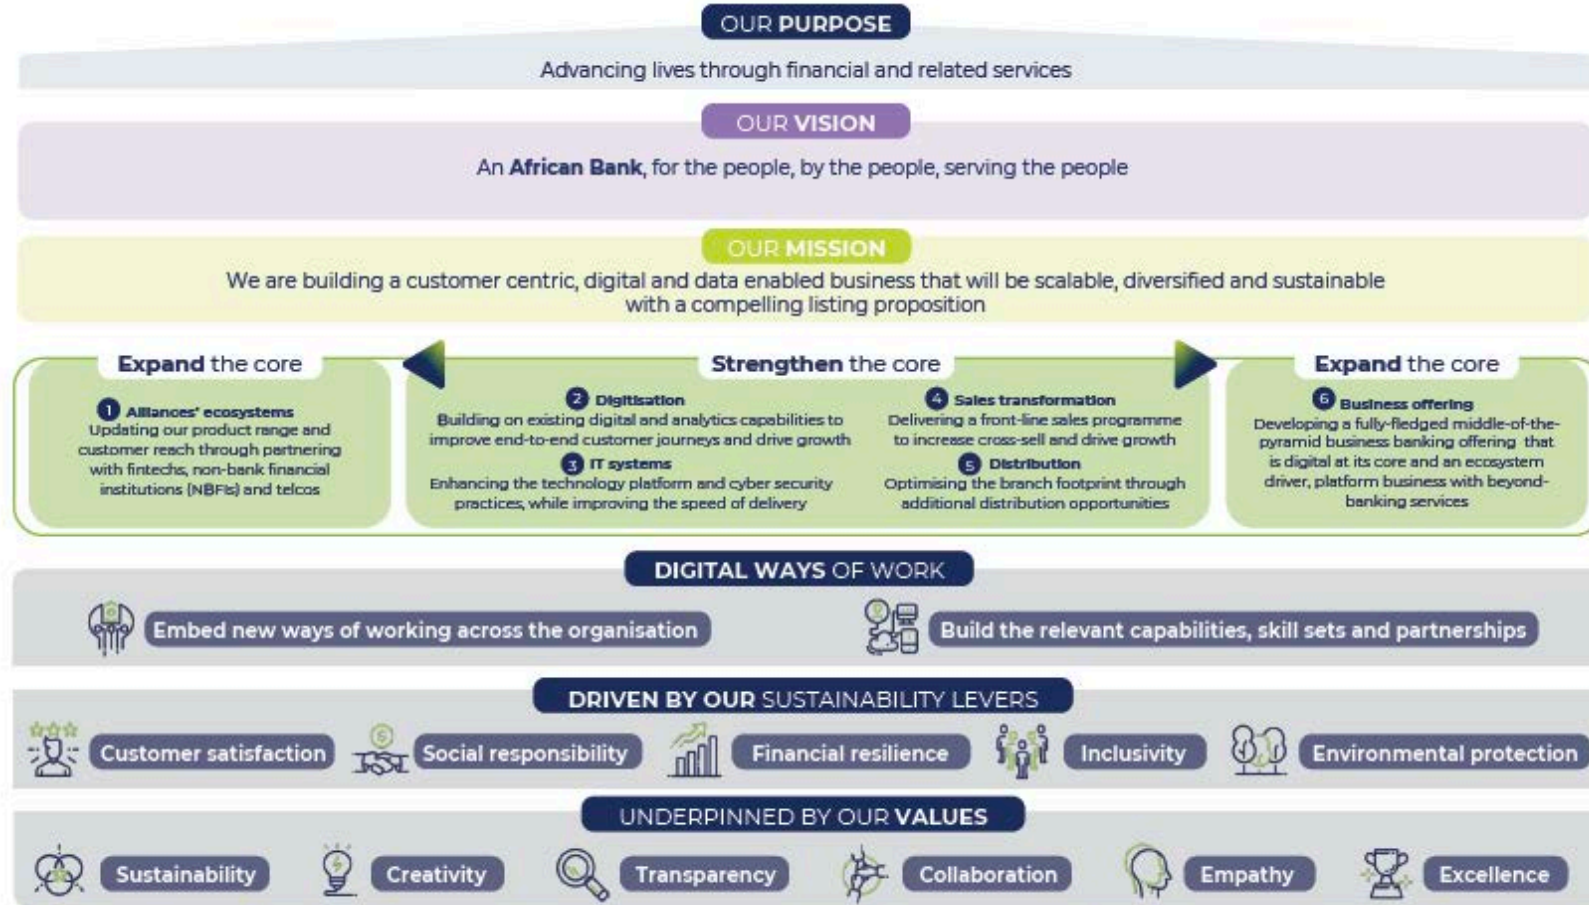 OUR PURPOSE
Advancing lives through financial and related services
OUR VISION
An African Bank, for the people, by the people, serving the people
OUR MISSION
We are building a customer centric, digital and data enabled business that will be scalable, diversified and sustainable
with a compelling listing proposition
Expand the core
1 Alliances' ecosystems
Updating our product range and
customer reach through partnering
with fintechs, non-bank financial
institutions (NBFIs) and telcos
Strengthen the core
2 Digitisation
Building on existing digital and analytics capabilities to
improve end-to-end customer journeys and drive growth
3 IT systems
Enhancing the technology platform and cyber security
practices, while improving the speed of delivery
4 Sales transformation
Delivering a front-line sales programme
to increase cross-sell and drive growth
5 Distribution
Optimising the branch footprint through
additional distribution opportunities
Expand the core
6 Business offering
Developing a fully-fledged middle-of-the-
pyramid business banking offering that
is digital at its core and an ecosystem
driver, platform business with beyond-
banking services
DIGITAL WAYS OF WORK
Embed new ways of working across the organisation
Build the relevant capabilities, skill sets and partnerships
DRIVEN BY OUR SUSTAINABILITY LEVERS
Customer satisfaction
Social responsibility
Financial resilience
Inclusivity
Environmental protection
UNDERPINNED BY OUR VALUES
Sustainability
Creativity
Transparency
Collaboration
Empathy
Excellence